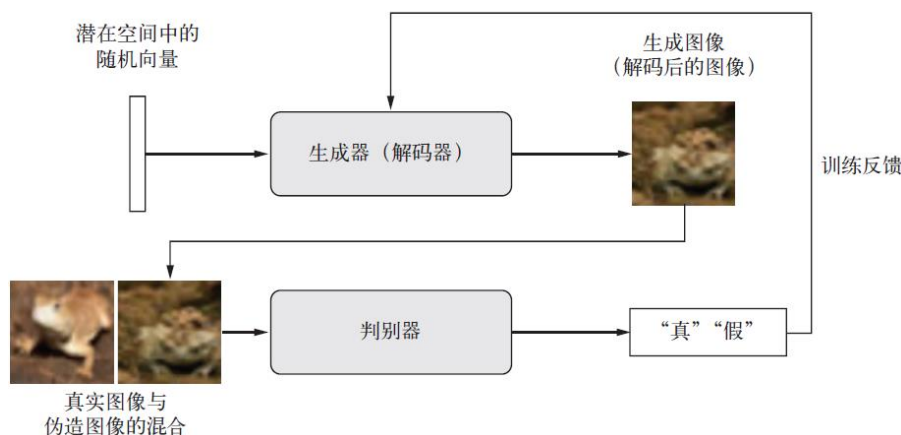 潜在空间中的
随机向量
生成图像
（解码后的图像）
生成器（解码器）
训练反馈
判别器
“真”“假”
真实图像与
伪造图像的混合